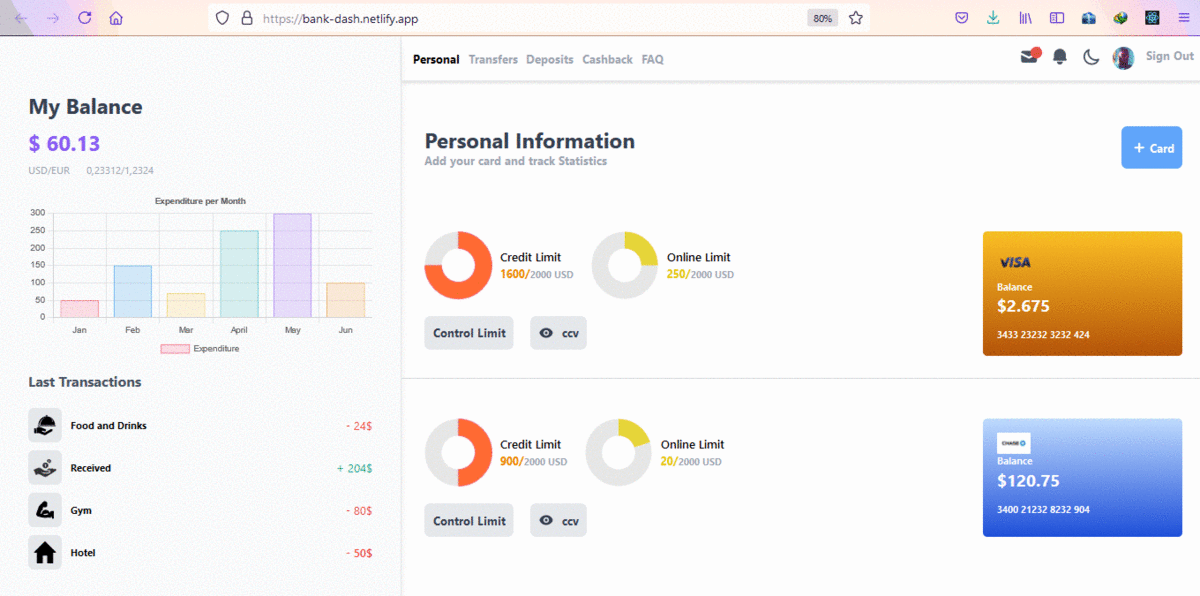 https://bank-dash.netlify.app
80%
Personal Transfers Deposits Cashback FAQ
Sign Out
My Balance
$ 60.13
USD/EUR 0,23312/1,2324
Expenditure per Month
300
250
200
150
100
50
0
Jan Feb Mar April May Jun
Expenditure
Last Transactions
Food and Drinks - 24$
Received + 204$
Gym - 80$
Hotel - 50$
Personal Information
Add your card and track Statistics
+ Card
Credit Limit
1600/2000 USD
Online Limit
250/2000 USD
Control Limit
ccv
VISA
Balance
$2.675
3433 23232 3232 424
Credit Limit
900/2000 USD
Online Limit
20/2000 USD
Control Limit
ccv
CHASE
Balance
$120.75
3400 21232 8232 904